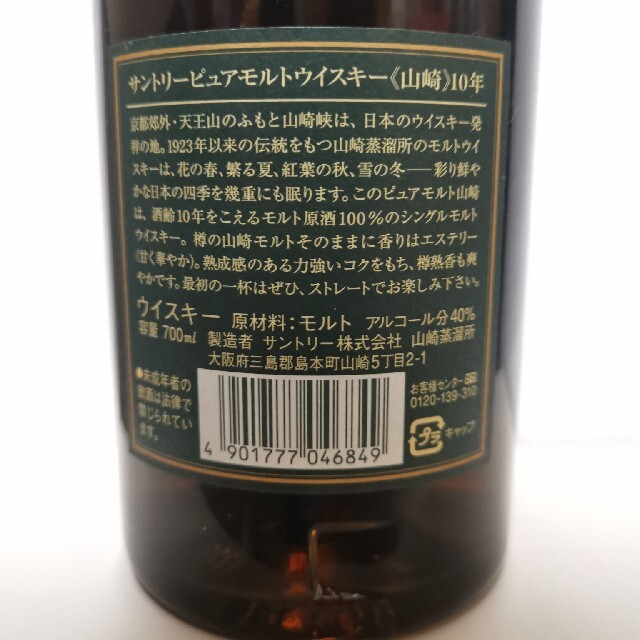 サントリーピュアモルトウイスキー《山崎》10年
京都郊外・天王山のふもと山崎峡は、日本のウイスキー発
祥の地。1923年以来の伝統をもつ山崎蒸溜所のモルトウイ
スキーは、花の春、繁る夏、紅葉の秋、雪の冬──彩り鮮や
かな日本の四季を幾重にも眠ります。このピュアモルト山崎
は、酒齢10年をこえるモルト原酒100％のシングルモルト
ウイスキー。樽の山崎モルトそのままに香りはエステリー
(甘く華やか)。熟成感のある力強いコクをもち、樽熟香も爽
やかです。最初の一杯はぜひ、ストレートでお楽しみ下さい。
ウイスキー 原材料：モルト アルコール分40%
容量 700ml 製造者 サントリー株式会社 山崎蒸溜所
大阪府三島郡島本町山崎5丁目2-1
●未成年者の
飲酒は法律で
禁じられてい
ます。
お客様センター
0120-139-310
プラ キャップ
4 901777 046849